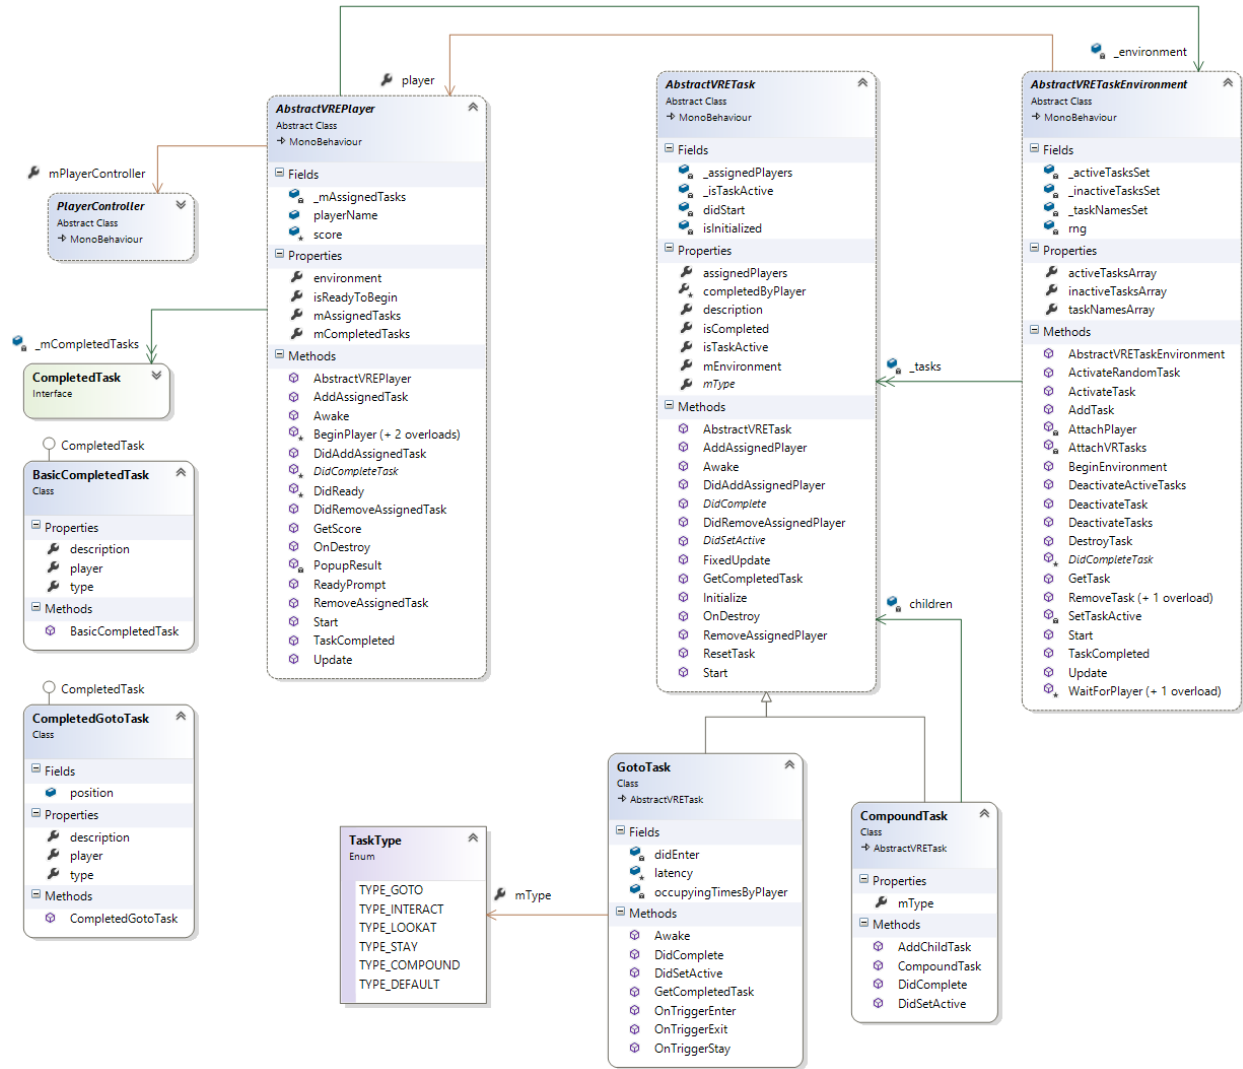 _environment
player
AbstractVREPlayer
Abstract Class
MonoBehaviour
Fields
_mAssignedTasks
playerName
score
Properties
environment
isReadyToBegin
mAssignedTasks
mCompletedTasks
Methods
AbstractVREPlayer
AddAssignedTask
Awake
BeginPlayer (+ 2 overloads)
DidAddAssignedTask
DidCompleteTask
DidReady
DidRemoveAssignedTask
GetScore
OnDestroy
PopupResult
ReadyPrompt
RemoveAssignedTask
Start
TaskCompleted
Update
mPlayerController
PlayerController
Abstract Class
MonoBehaviour
_mCompletedTasks
CompletedTask
Interface
CompletedTask
BasicCompletedTask
Class
Properties
description
player
type
Methods
BasicCompletedTask
CompletedTask
CompletedGotoTask
Class
Fields
position
Properties
description
player
type
Methods
CompletedGotoTask
AbstractVRETask
Abstract Class
MonoBehaviour
Fields
_assignedPlayers
_isTaskActive
didStart
isInitialized
Properties
assignedPlayers
completedByPlayer
description
isCompleted
isTaskActive
mEnvironment
mType
Methods
AbstractVRETask
AddAssignedPlayer
Awake
DidAddAssignedPlayer
DidComplete
DidRemoveAssignedPlayer
DidSetActive
FixedUpdate
GetCompletedTask
Initialize
OnDestroy
RemoveAssignedPlayer
ResetTask
Start
_tasks
children
AbstractVRETaskEnvironment
Abstract Class
MonoBehaviour
Fields
_activeTasksSet
_inactiveTasksSet
_taskNamesSet
rng
Properties
activeTasksArray
inactiveTasksArray
taskNamesArray
Methods
AbstractVRETaskEnvironment
ActivateRandomTask
ActivateTask
AddTask
AttachPlayer
AttachVRTasks
BeginEnvironment
DeactivateActiveTasks
DeactivateTask
DeactivateTasks
DestroyTask
DidCompleteTask
GetTask
RemoveTask (+ 1 overload)
SetTaskActive
Start
TaskCompleted
Update
WaitForPlayer (+ 1 overload)
TaskType
Enum
TYPE_GOTO
TYPE_INTERACT
TYPE_LOOKAT
TYPE_STAY
TYPE_COMPOUND
TYPE_DEFAULT
mType
GotoTask
Class
AbstractVRETask
Fields
didEnter
latency
occupyingTimesByPlayer
Methods
Awake
DidComplete
DidSetActive
GetCompletedTask
OnTriggerEnter
OnTriggerExit
OnTriggerStay
CompoundTask
Class
AbstractVRETask
Properties
mType
Methods
AddChildTask
CompoundTask
DidComplete
DidSetActive